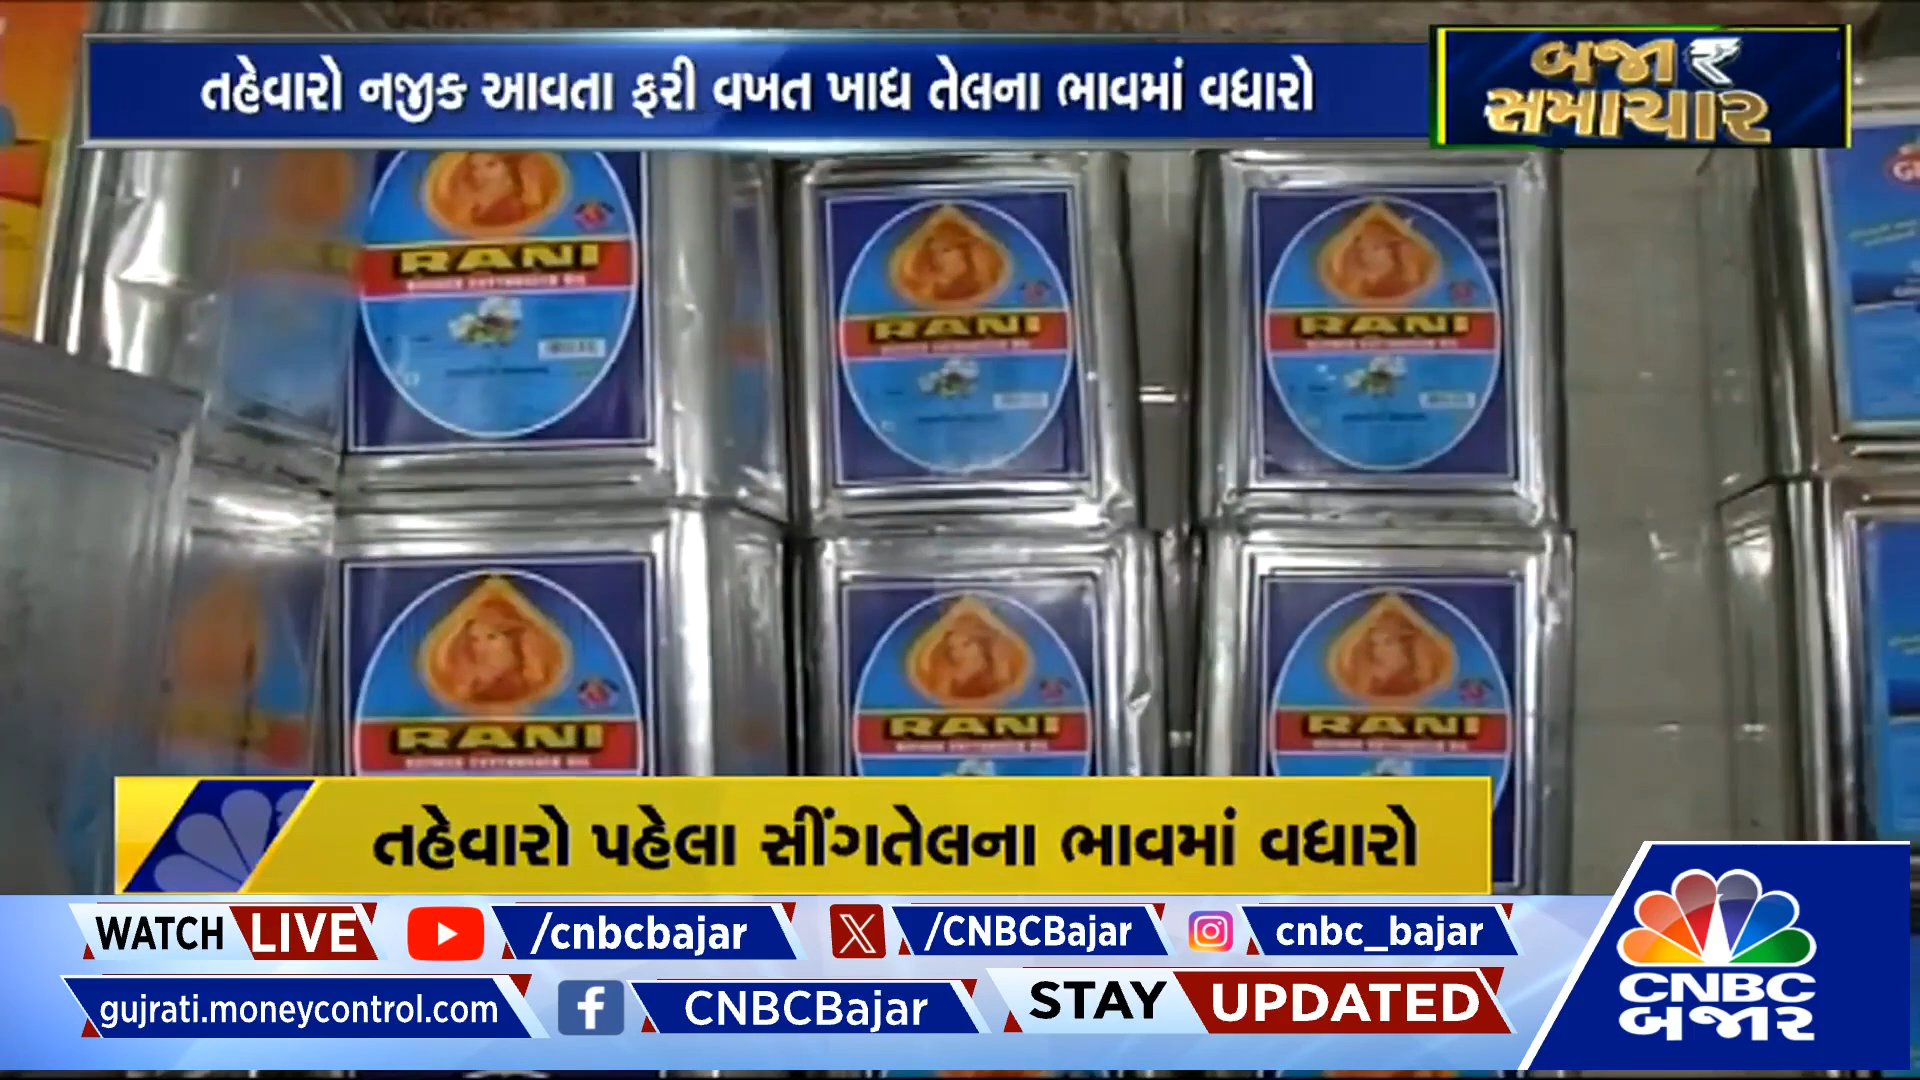 તહેવારો નજીક આવતા ફરી વખત ખાદ્ય તેલના ભાવમાં વધારો
બજાર
સમાચાર
RANI
RANI
RANI
RANI
RANI
RANI
તહેવારો પહેલા સીંગતેલના ભાવમાં વધારો
WATCH LIVE /cnbcbajar /CNBCBajar cnbc_bajar
gujrati.moneycontrol.com CNBCBajar STAY UPDATED
CNBC
બજાર